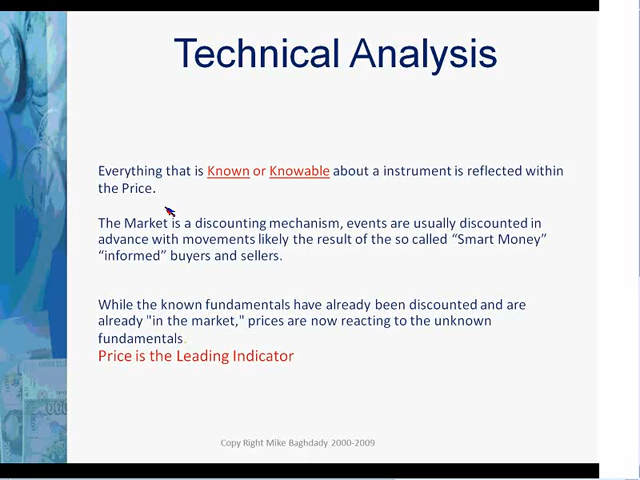 Technical Analysis
Everything that is Known or Knowable about a instrument is reflected within
the Price.
The Market is a discounting mechanism, events are usually discounted in
advance with movements likely the result of the so called “Smart Money”
“informed” buyers and sellers.
While the known fundamentals have already been discounted and are
already "in the market," prices are now reacting to the unknown
fundamentals.
Price is the Leading Indicator
Copy Right Mike Baghdady 2000-2009